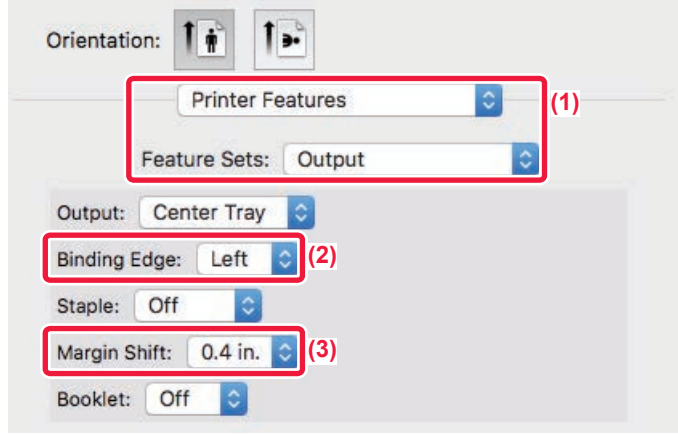 Orientation:
Printer Features (1)
Feature Sets: Output
Output: Center Tray
Binding Edge: Left (2)
Staple: Off
Margin Shift: 0.4 in. (3)
Booklet: Off